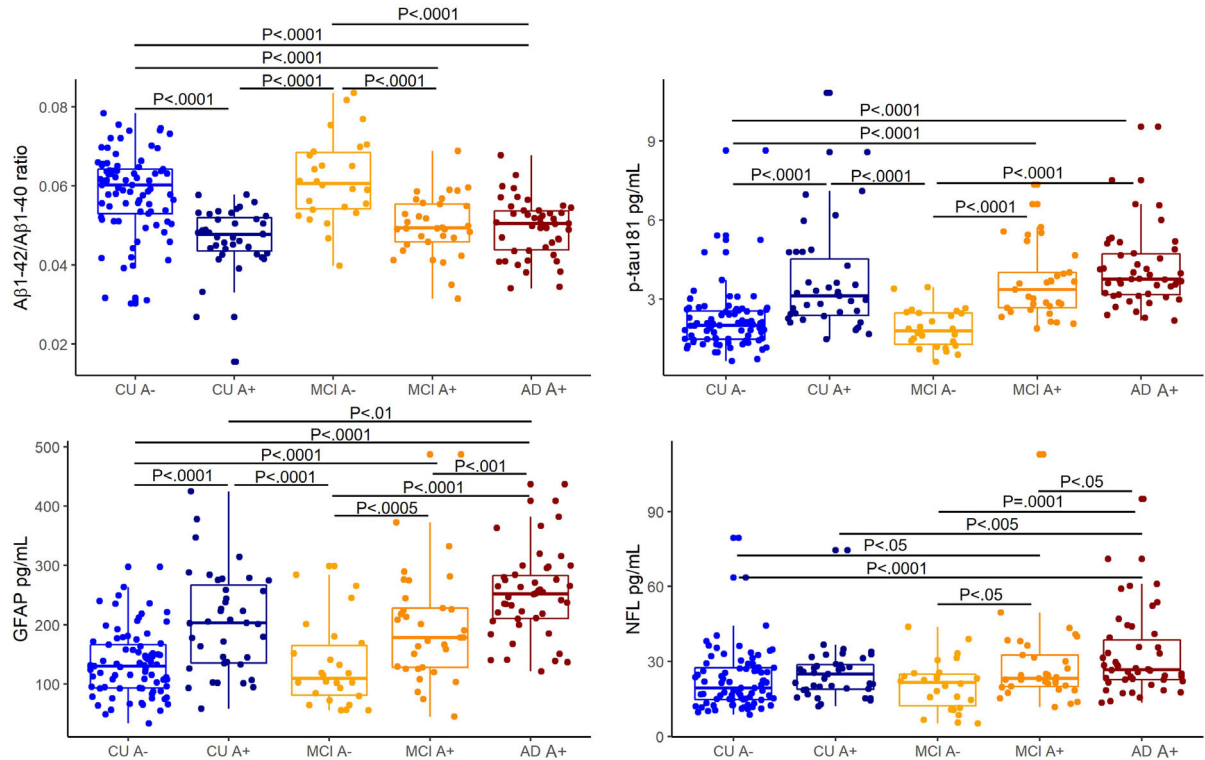 P<.0001
P<.0001
P<.0001
P<.0001
P<.0001
P<.0001
Aβ1-42/Aβ1-40 ratio
0.08
0.06
0.04
0.02
CU A-
CU A+
MCI A-
MCI A+
AD A+
P<.0001
P<.0001
P<.0001
P<.0001
P<.0001
P<.0001
p-tau181 pg/mL
9
6
3
CU A-
CU A+
MCI A-
MCI A+
AD A+
P<.01
P<.0001
P<.0001
P<.001
P<.0001
P<.0001
P<.0001
P<.0005
GFAP pg/mL
500
400
300
200
100
CU A-
CU A+
MCI A-
MCI A+
AD A+
P<.05
P=.0001
P<.005
P<.05
P<.0001
P<.05
NFL pg/mL
90
60
30
0
CU A-
CU A+
MCI A-
MCI A+
AD A+